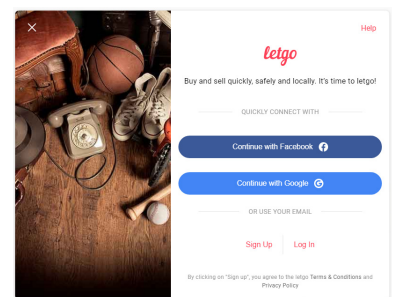 Help
letgo
Buy and sell quickly, safely and locally. It's time to letgo!
QUICKLY CONNECT WITH
Continue with Facebook
Continue with Google
OR USE YOUR EMAIL
Sign Up Log In
By clicking on "Sign up", you agree to the letgo Terms & Conditions and
Privacy Policy